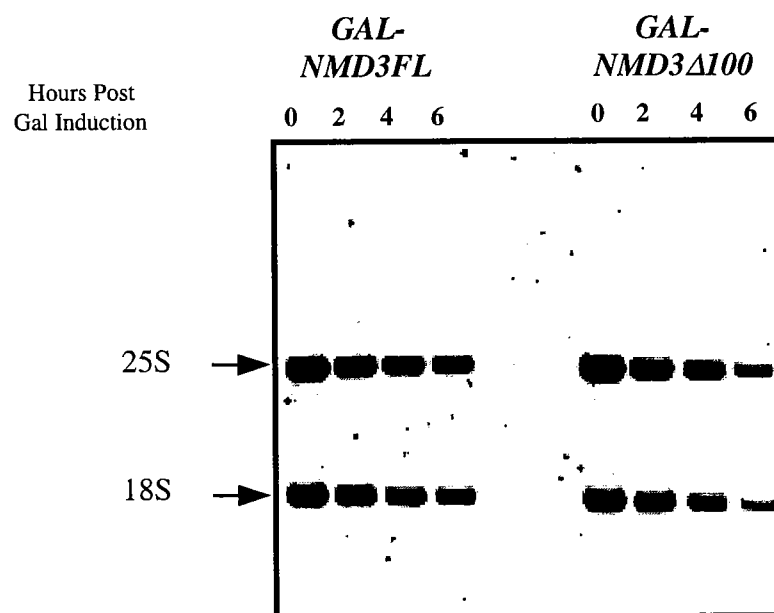 GAL-
NMD3FL
GAL-
NMD3Δ100
Hours Post
Gal Induction
0 2 4 6
0 2 4 6
25S
18S